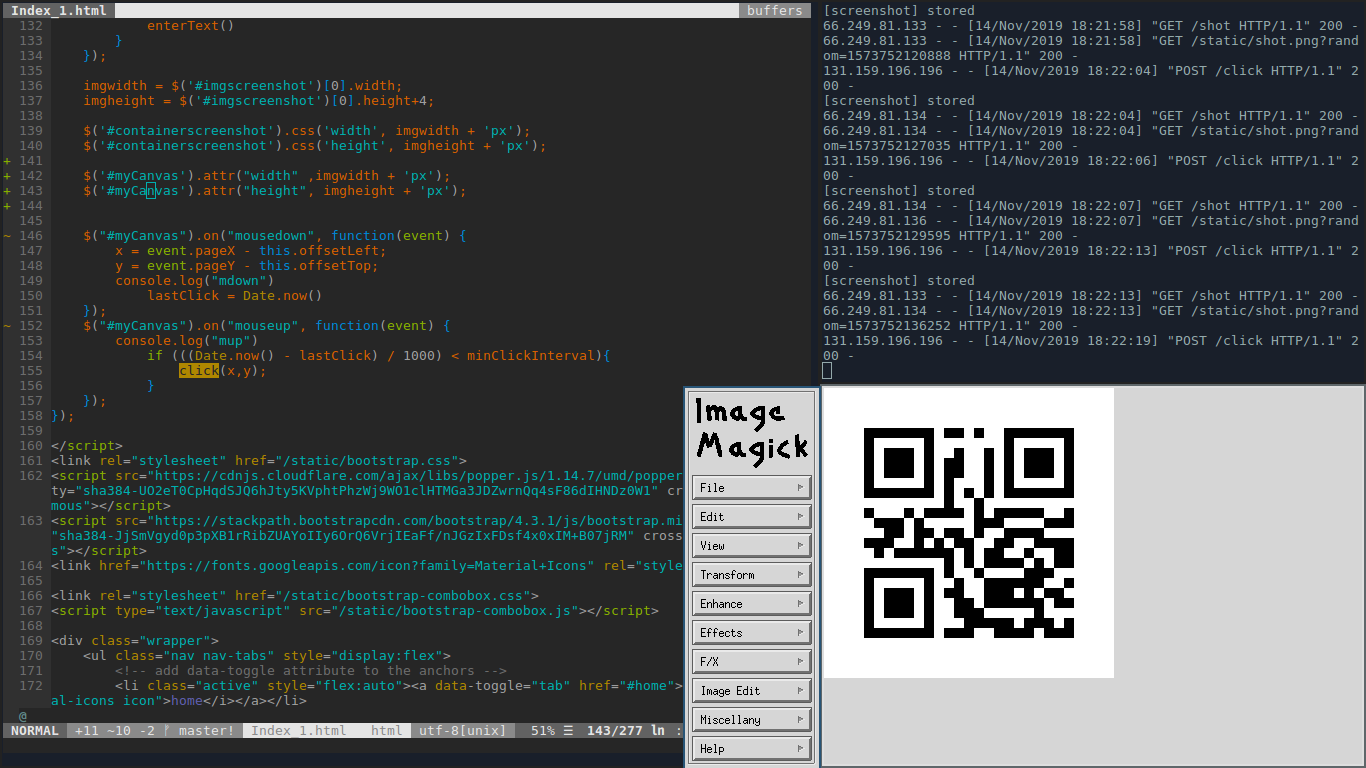 Index_1.html
buffers
132 enterText()
133 }
134 });
135
136 imgwidth = $('#imgscreenshot')[0].width;
137 imgheight = $('#imgscreenshot')[0].height+4;
138
139 $('#containerscreenshot').css('width', imgwidth + 'px');
140 $('#containerscreenshot').css('height', imgheight + 'px');
+ 141
+ 142 $('#myCanvas').attr("width" ,imgwidth + 'px');
+ 143 $('#myCanvas').attr("height", imgheight + 'px');
+ 144
145
~ 146 $("#myCanvas").on("mousedown", function(event) {
147 x = event.pageX - this.offsetLeft;
148 y = event.pageY - this.offsetTop;
149 console.log("mdown")
150 lastClick = Date.now()
151 });
~ 152 $("#myCanvas").on("mouseup", function(event) {
153 console.log("mup")
154 if (((Date.now() - lastClick) / 1000) < minClickInterval){
155 click(x,y);
156 }
157 });
158 });
159
160 </script>
161 <link rel="stylesheet" href="/static/bootstrap.css">
162 <script src="https://cdnjs.cloudflare.com/ajax/libs/popper.js/1.14.7/umd/popper
ty="sha384-UO2eT0CpHqdSJQ6hJty5KVphtPhzWj9WO1clHTMGa3JDZwrnQq4sF86dIHNDz0W1" cr
mous"></script>
163 <script src="https://stackpath.bootstrapcdn.com/bootstrap/4.3.1/js/bootstrap.mi
"sha384-JjSmVgyd0p3pXB1rRibZUAYoIIy6OrQ6VrjIEaFf/nJGzIxFDsf4x0xIM+B07jRM" cross
s"></script>
164 <link href="https://fonts.googleapis.com/icon?family=Material+Icons" rel="style
165
166 <link rel="stylesheet" href="/static/bootstrap-combobox.css">
167 <script type="text/javascript" src="/static/bootstrap-combobox.js"></script>
168
169 <div class="wrapper">
170 <ul class="nav nav-tabs" style="display:flex">
171 <!-- add data-toggle attribute to the anchors -->
172 <li class="active" style="flex:auto"><a data-toggle="tab" href="#home">
al-icons icon">home</i></a></li>
@
NORMAL +11 ~10 -2 master! Index_1.html html utf-8[unix] 51% ☰ 143/277 ln :
[screenshot] stored
66.249.81.133 - - [14/Nov/2019 18:21:58] "GET /shot HTTP/1.1" 200 -
66.249.81.133 - - [14/Nov/2019 18:21:58] "GET /static/shot.png?rand
om=1573752120888 HTTP/1.1" 200 -
131.159.196.196 - - [14/Nov/2019 18:22:04] "POST /click HTTP/1.1" 2
00 -
[screenshot] stored
66.249.81.134 - - [14/Nov/2019 18:22:04] "GET /shot HTTP/1.1" 200 -
66.249.81.134 - - [14/Nov/2019 18:22:04] "GET /static/shot.png?rand
om=1573752127035 HTTP/1.1" 200 -
131.159.196.196 - - [14/Nov/2019 18:22:06] "POST /click HTTP/1.1" 2
00 -
[screenshot] stored
66.249.81.134 - - [14/Nov/2019 18:22:07] "GET /shot HTTP/1.1" 200 -
66.249.81.136 - - [14/Nov/2019 18:22:07] "GET /static/shot.png?rand
om=1573752129595 HTTP/1.1" 200 -
131.159.196.196 - - [14/Nov/2019 18:22:13] "POST /click HTTP/1.1" 2
00 -
[screenshot] stored
66.249.81.133 - - [14/Nov/2019 18:22:13] "GET /shot HTTP/1.1" 200 -
66.249.81.134 - - [14/Nov/2019 18:22:13] "GET /static/shot.png?rand
om=1573752136252 HTTP/1.1" 200 -
131.159.196.196 - - [14/Nov/2019 18:22:19] "POST /click HTTP/1.1" 2
00 -
Image
Magick
File
Edit
View
Transform
Enhance
Effects
F/X
Image Edit
Miscellany
Help